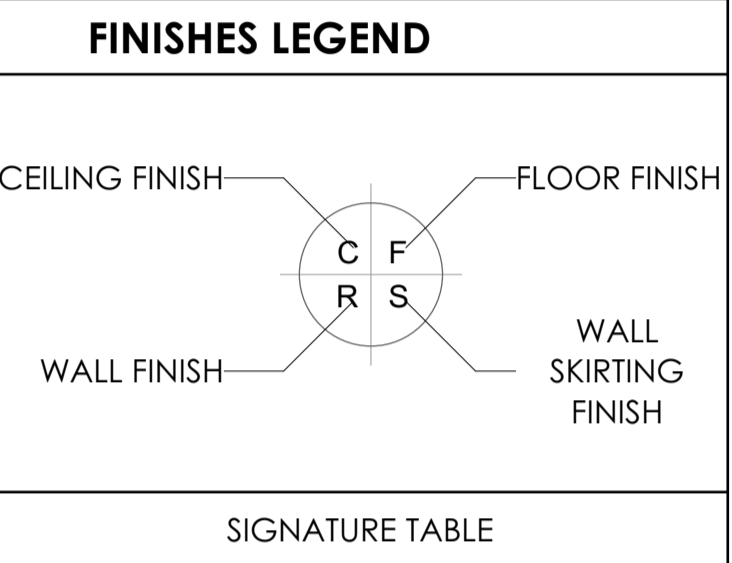 FINISHES LEGEND
CEILING FINISH
FLOOR FINISH
C F
R S
WALL FINISH
WALL
SKIRTING
FINISH
SIGNATURE TABLE